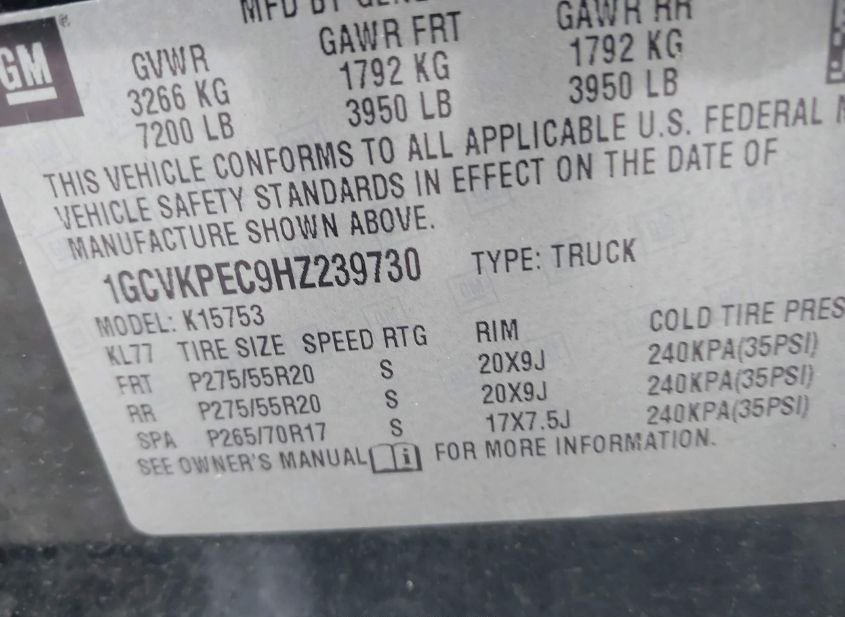 GM
MFD BY GENE
GVWR GAWR FRT GAWR RR
3266 KG 1792 KG 1792 KG
7200 LB 3950 LB 3950 LB
THIS VEHICLE CONFORMS TO ALL APPLICABLE U.S. FEDERAL
VEHICLE SAFETY STANDARDS IN EFFECT ON THE DATE OF
MANUFACTURE SHOWN ABOVE.
1GCVKPEC9HZ239730 TYPE: TRUCK
MODEL: K15753
KL77 TIRE SIZE SPEED RTG RIM COLD TIRE PRES
FRT P275/55R20 S 20X9J 240KPA(35PSI)
RR P275/55R20 S 20X9J 240KPA(35PSI)
SPA P265/70R17 S 17X7.5J 240KPA(35PSI)
SEE OWNER'S MANUAL i FOR MORE INFORMATION.